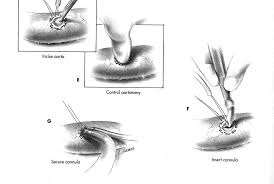 Incise aorta
E
Control aortotomy
F
G
Secure cannula
Insert cannula